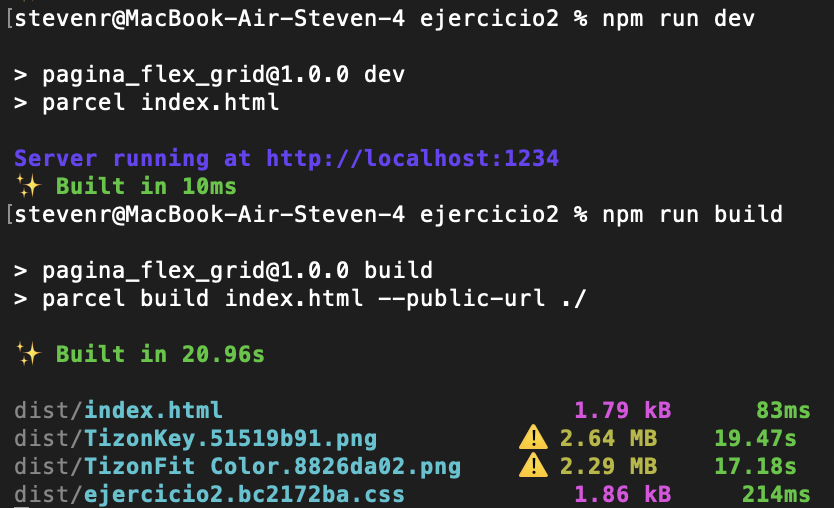 [stevenr@MacBook-Air-Steven-4 ejercicio2 % npm run dev
> pagina_flex_grid@1.0.0 dev
> parcel index.html
Server running at http://localhost:1234
✨ Built in 10ms
[stevenr@MacBook-Air-Steven-4 ejercicio2 % npm run build
> pagina_flex_grid@1.0.0 build
> parcel build index.html --public-url ./
✨ Built in 20.96s
dist/index.html 1.79 kB 83ms
dist/TizonKey.51519b91.png ⚠️ 2.64 MB 19.47s
dist/TizonFit Color.8826da02.png ⚠️ 2.29 MB 17.18s
dist/ejercicio2.bc2172ba.css 1.86 kB 214ms